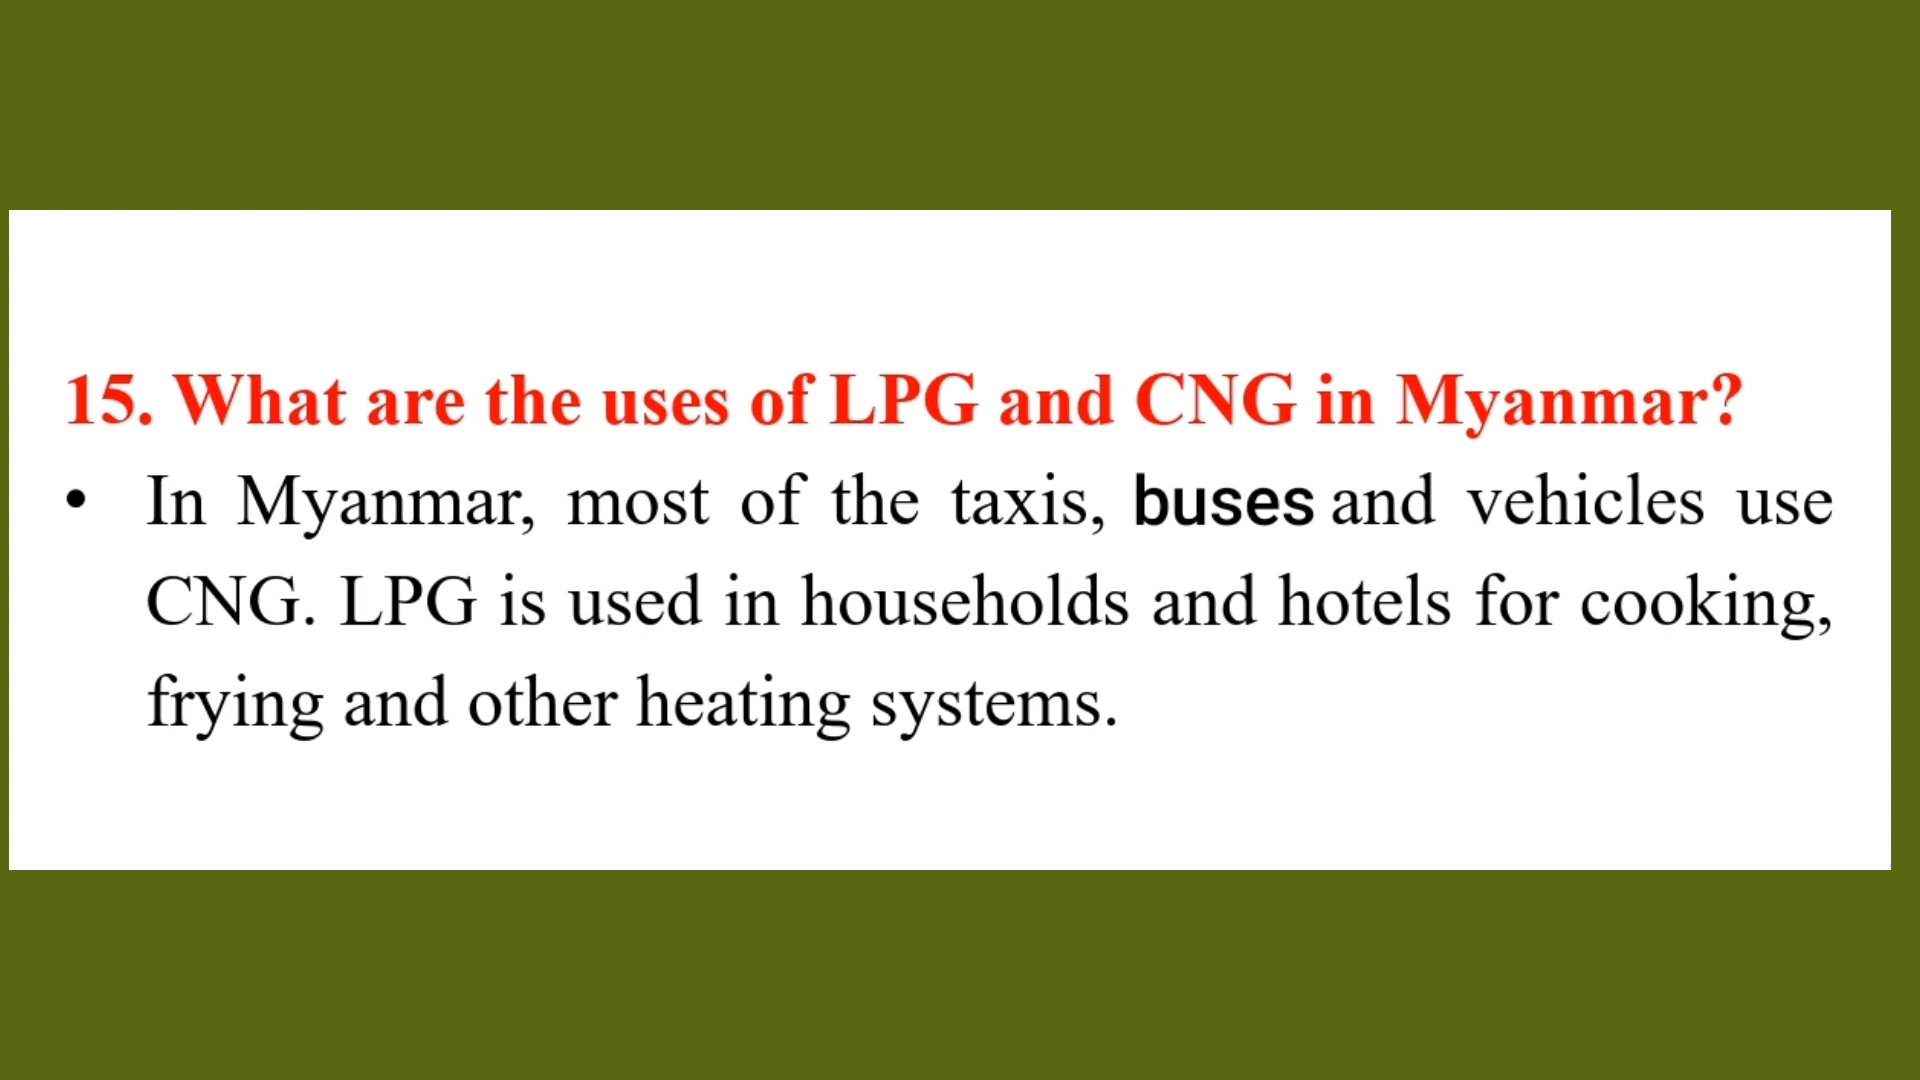 15. What are the uses of LPG and CNG in Myanmar?
• In Myanmar, most of the taxis, buses and vehicles use
CNG. LPG is used in households and hotels for cooking,
frying and other heating systems.